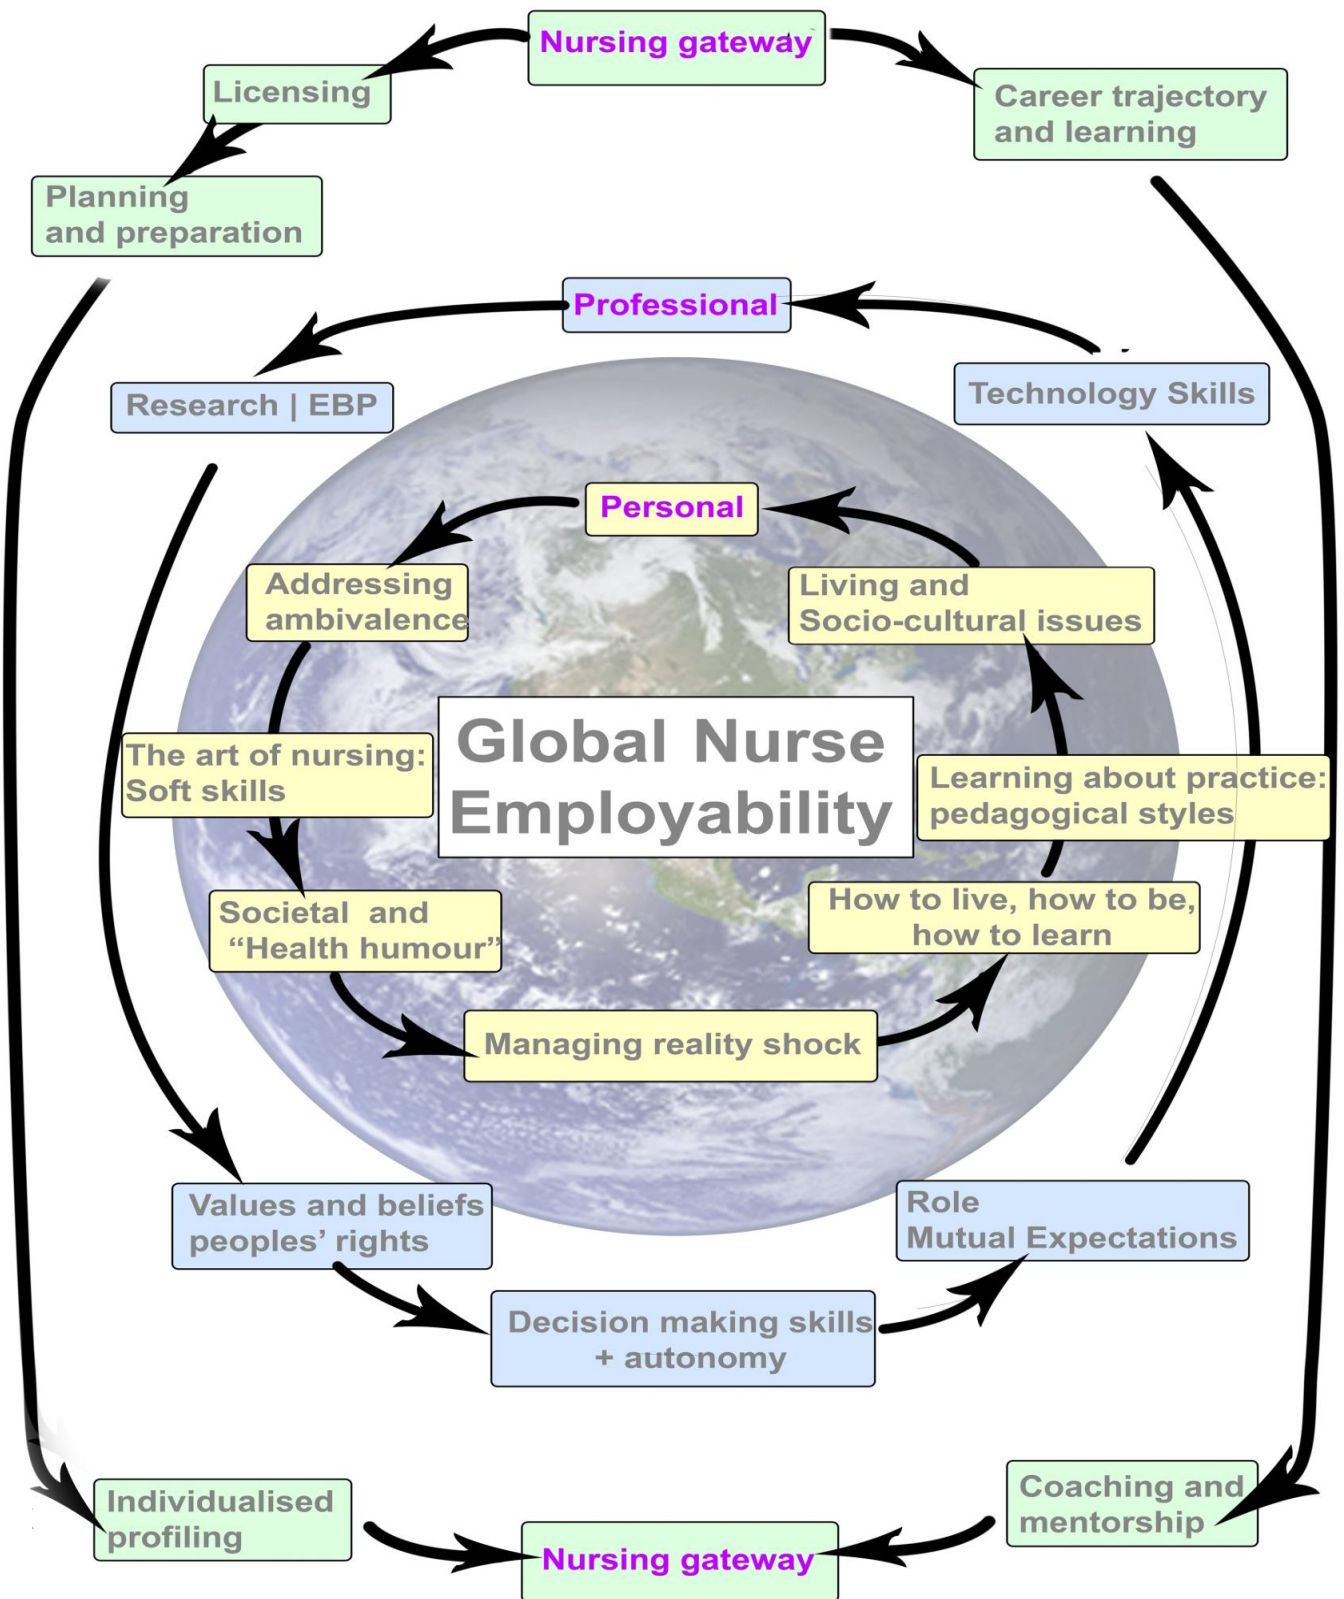 Nursing gateway
Licensing
Career trajectory
and learning
Planning
and preparation
Professional
Research | EBP
Technology Skills
Personal
Addressing
ambivalence
Living and
Socio-cultural issues
Global Nurse
Employability
The art of nursing:
Soft skills
Learning about practice:
pedagogical styles
Societal and
“Health humour”
How to live, how to be,
how to learn
Managing reality shock
Values and beliefs
peoples’ rights
Role
Mutual Expectations
Decision making skills
+ autonomy
Individualised
profiling
Coaching and
mentorship
Nursing gateway